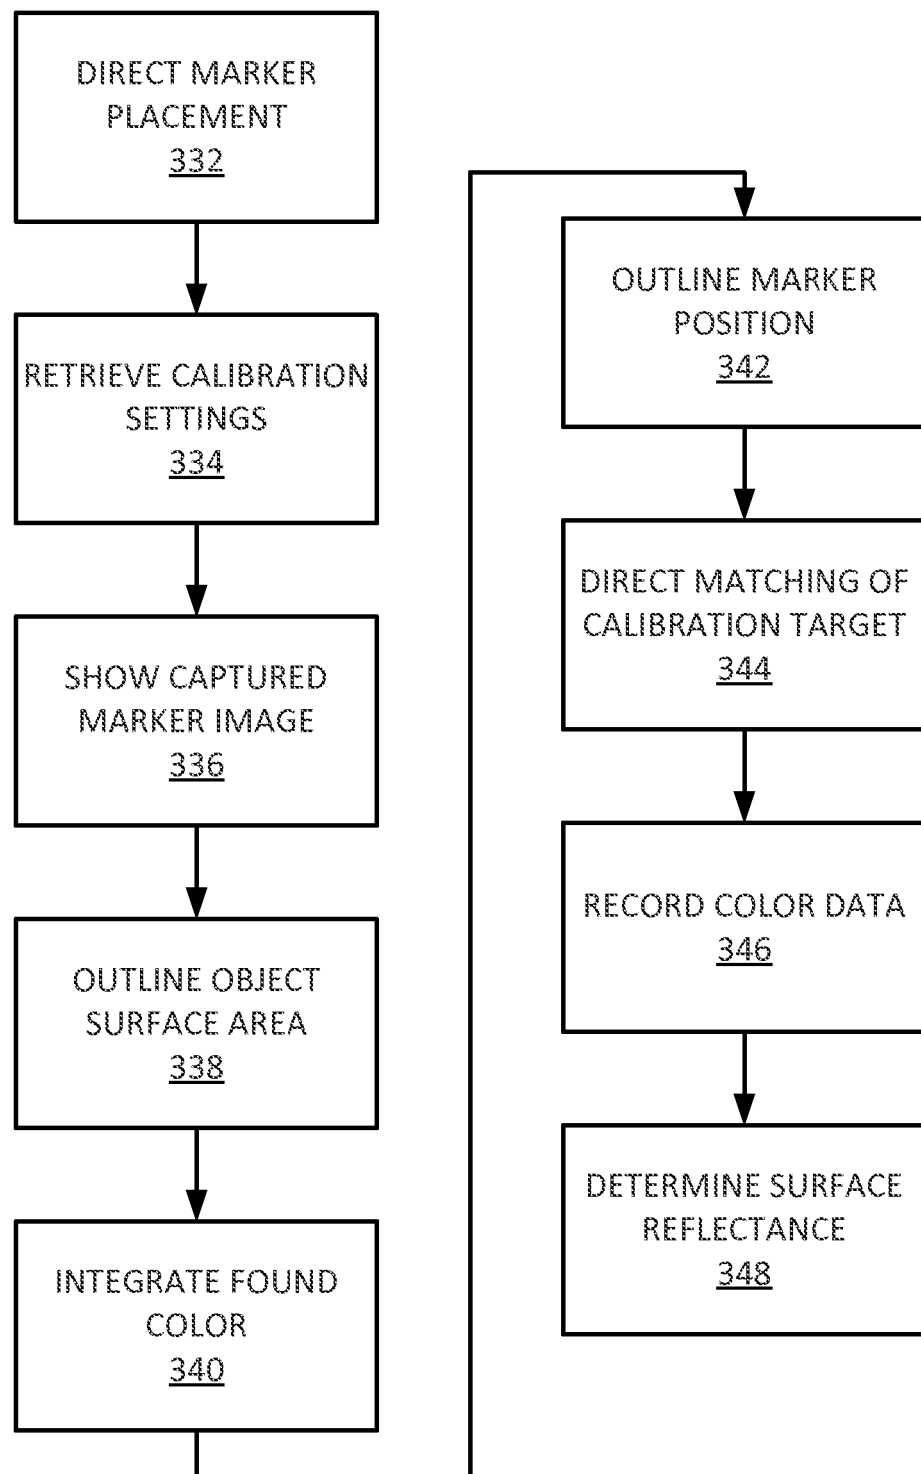 DIRECT MARKER
PLACEMENT
332
RETRIEVE CALIBRATION
SETTINGS
334
SHOW CAPTURED
MARKER IMAGE
336
OUTLINE OBJECT
SURFACE AREA
338
INTEGRATE FOUND
COLOR
340
OUTLINE MARKER
POSITION
342
DIRECT MATCHING OF
CALIBRATION TARGET
344
RECORD COLOR DATA
346
DETERMINE SURFACE
REFLECTANCE
348